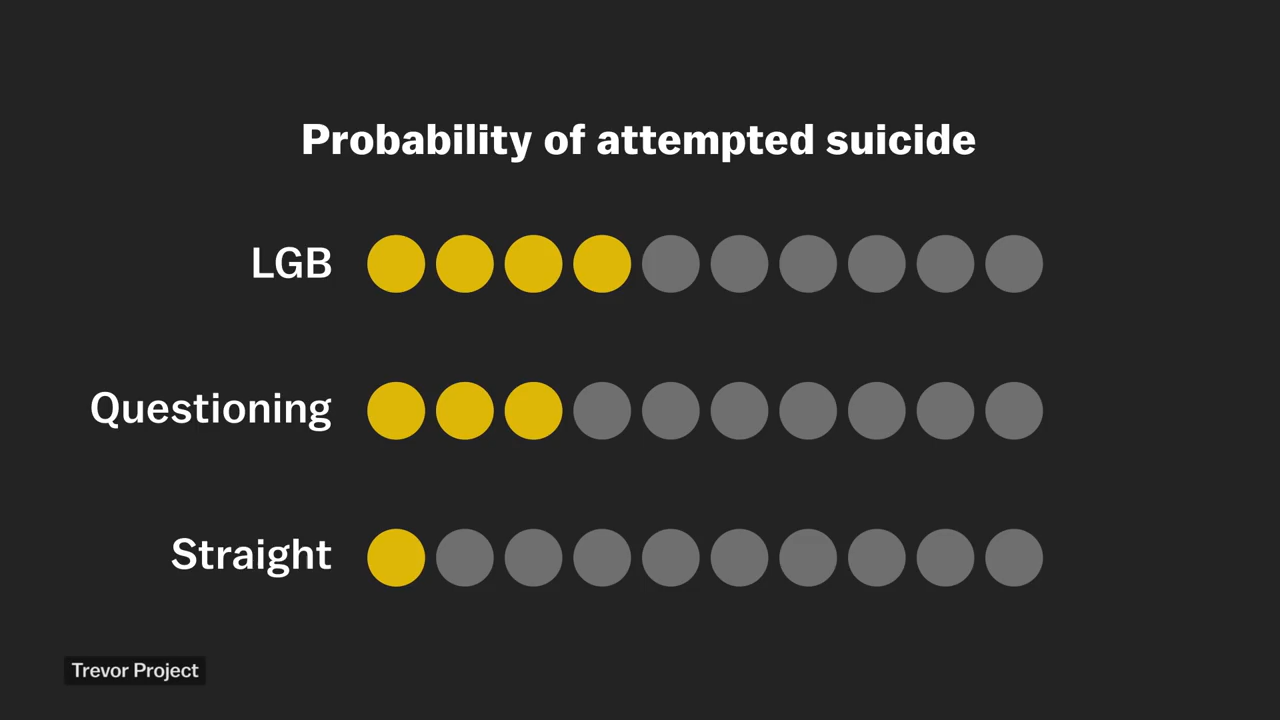 Probability of attempted suicide
LGB
Questioning
Straight
Trevor Project